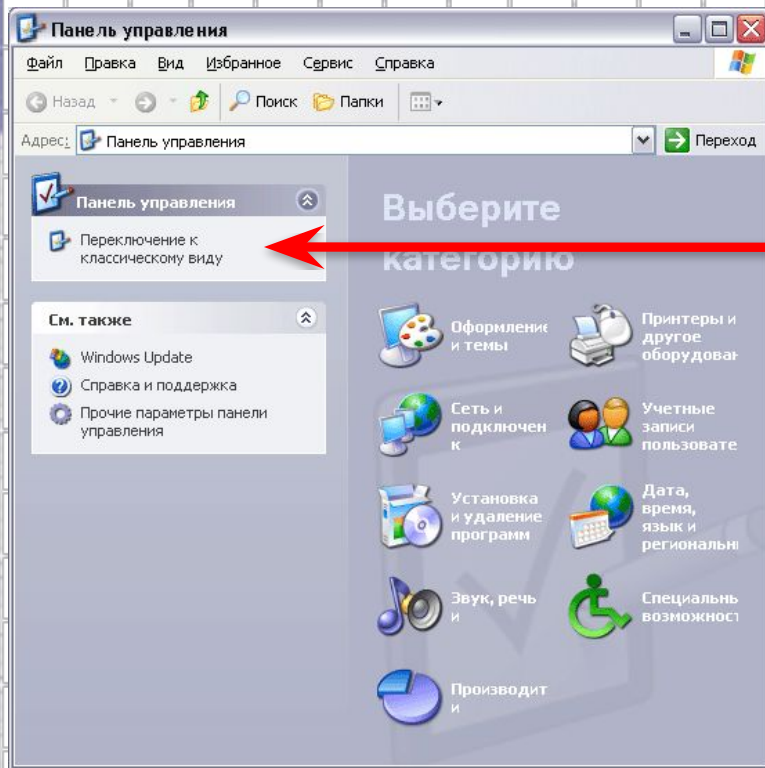 Панель управления
Файл Правка Вид Избранное Сервис Справка
Назад Поиск Папки
Адрес: Панель управления Переход
Панель управления
Переключение к
классическому виду
См. также
Windows Update
Справка и поддержка
Прочие параметры панели
управления
Выберите
категорию
Оформление
и темы
Принтеры и
другое
оборудован
Сеть и
подключен
к
Учетные
записи
пользовате
Установка
и удаление
программ
Дата,
время,
язык и
региональн
Звук, речь
и
Специальнь
возможност
Производит
и